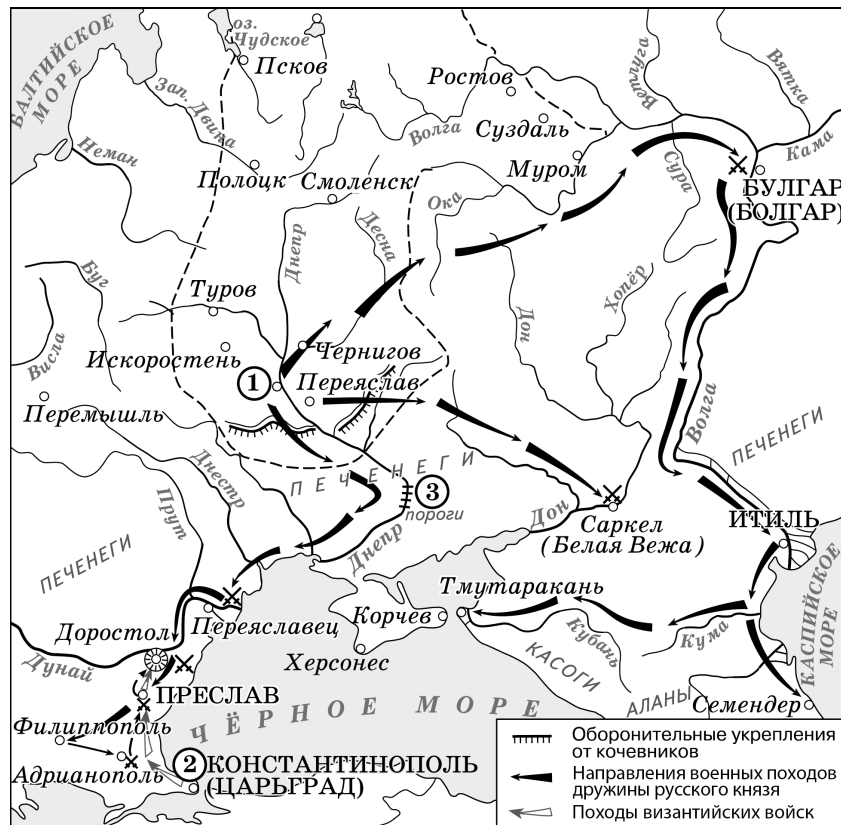 оз.
Чудское
БАЛТИЙСКОЕ
МОРЕ
Псков
Ростов
Ветлуга
Вятка
Зап. Двина
Волга
Суздаль
Неман
Полоцк
Смоленск
Муром
Сура
Кама
Ока
БУЛГАР
(БОЛГАР)
Днепр
Десна
Буг
Туров
Дон
Хопёр
Висла
Искоростень
Чернигов
1
Переяслав
Перемышль
Волга
ПЕЧЕНЕГИ
Днестр
ПЕЧЕНЕГИ
3
пороги
Прут
Дон
Саркел
(Белая Вежа)
ИТИЛЬ
ПЕЧЕНЕГИ
Днепр
Тмутаракань
Корчев
Переяславец
Доростол
Дунай
Херсонес
Кубань
Кума
КАСОГИ
АЛАНЫ
КАСПИЙСКОЕ
МОРЕ
Семендер
ПРЕСЛАВ
ЧЁРНОЕ МОРЕ
Филиппополь
Адрианополь
2
КОНСТАНТИНОПОЛЬ
(ЦАРЬГРАД)
Оборонительные укрепления
от кочевников
Направления военных походов
дружины русского князя
Походы византийских войск